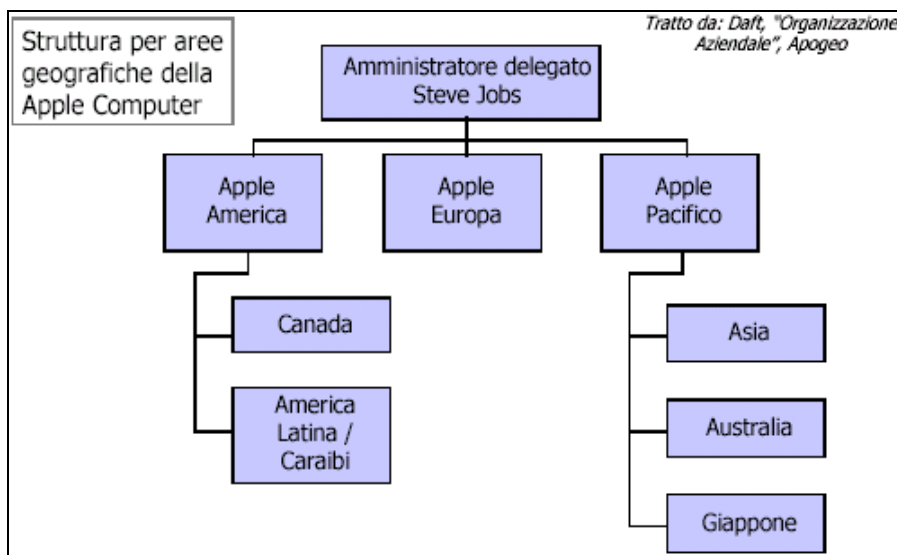 Struttura per aree
geografiche della
Apple Computer
Tratto da: Daft, "Organizzazione
Aziendale", Apogeo
Amministratore delegato
Steve Jobs
Apple
America
Apple
Europa
Apple
Pacifico
Canada
America
Latina /
Caraibi
Asia
Australia
Giappone